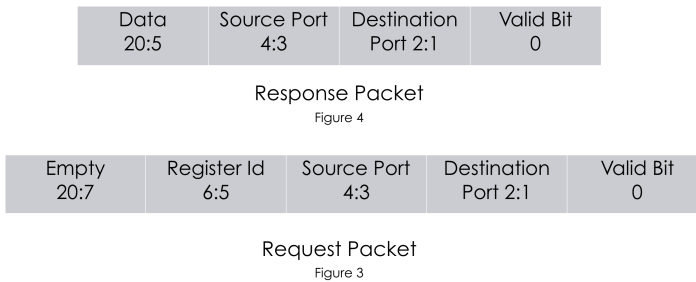 Data Source Port Destination Valid Bit
20:5 4:3 Port 2:1 0
Response Packet
Figure 4
Empty Register Id Source Port Destination Valid Bit
20:7 6:5 4:3 Port 2:1 0
Request Packet
Figure 3